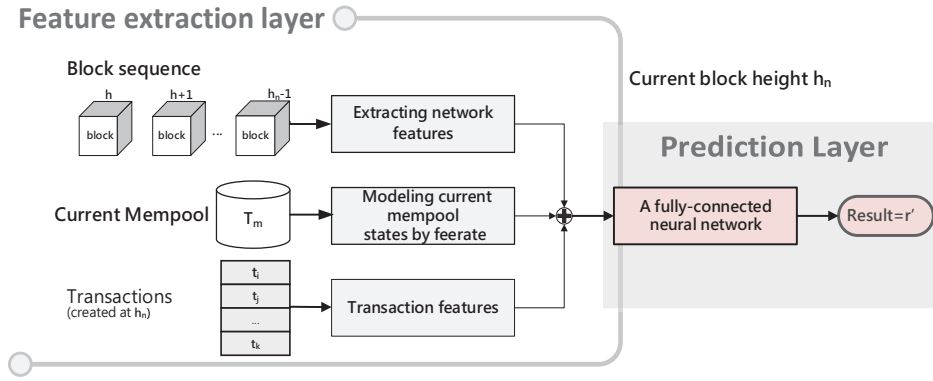 Feature extraction layer
Block sequence
h
h+1
hn-1
block
block
...
block
Extracting network
features
Current block height hn
Prediction Layer
Current Mempool
Tm
Modeling current
mempool
states by feerate
A fully-connected
neural network
Result=r'
Transactions
(created at hn)
ti
tj
...
tk
Transaction features